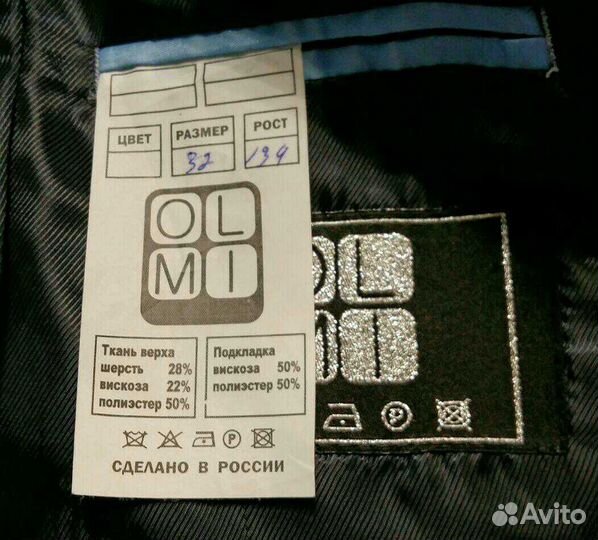 ЦВЕТ РАЗМЕР РОСТ
32 134
OL
MI
OL
MI
Ткань верха
шерсть 28%
вискоза 22%
полиэстер 50%
Подкладка
вискоза 50%
полиэстер 50%
P
P
СДЕЛАНО В РОССИИ
Avito